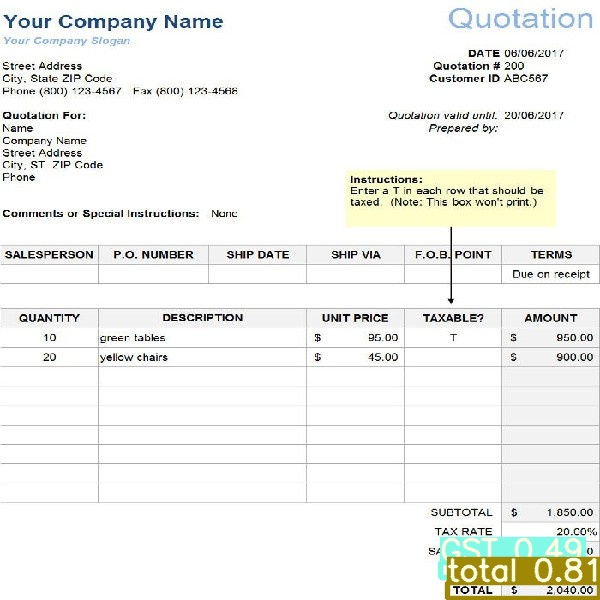 Your Company Name
Quotation
Your Company Slogan
DATE 06/06/2017
Street Address
Quotation # 200
City, State ZIP Code
Customer ID ABC567
Phone (800) 123-4567 Fax (800) 123-4568
Quotation For:
Quotation valid until: 20/06/2017
Name
Prepared by:
Company Name
Street Address
City, ST ZIP Code
Phone
Instructions:
Enter a T in each row that should be
taxed. (Note: This box won't print.)
Comments or Special Instructions: None
SALESPERSON P.O. NUMBER SHIP DATE SHIP VIA F.O.B. POINT TERMS
Due on receipt
QUANTITY DESCRIPTION UNIT PRICE TAXABLE? AMOUNT
10 green tables $ 95.00 T $ 950.00
20 yellow chairs $ 45.00 $ 900.00
SUBTOTAL $ 1,850.00
TAX RATE 20.00%
GST 0.49
total 0.81
TOTAL $ 2,040.00